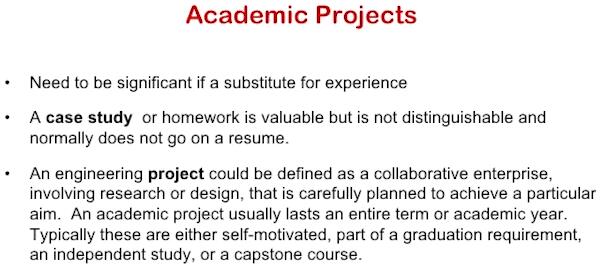 Academic Projects
• Need to be significant if a substitute for experience
• A case study or homework is valuable but is not distinguishable and
normally does not go on a resume.
• An engineering project could be defined as a collaborative enterprise,
involving research or design, that is carefully planned to achieve a particular
aim. An academic project usually lasts an entire term or academic year.
Typically these are either self-motivated, part of a graduation requirement,
an independent study, or a capstone course.